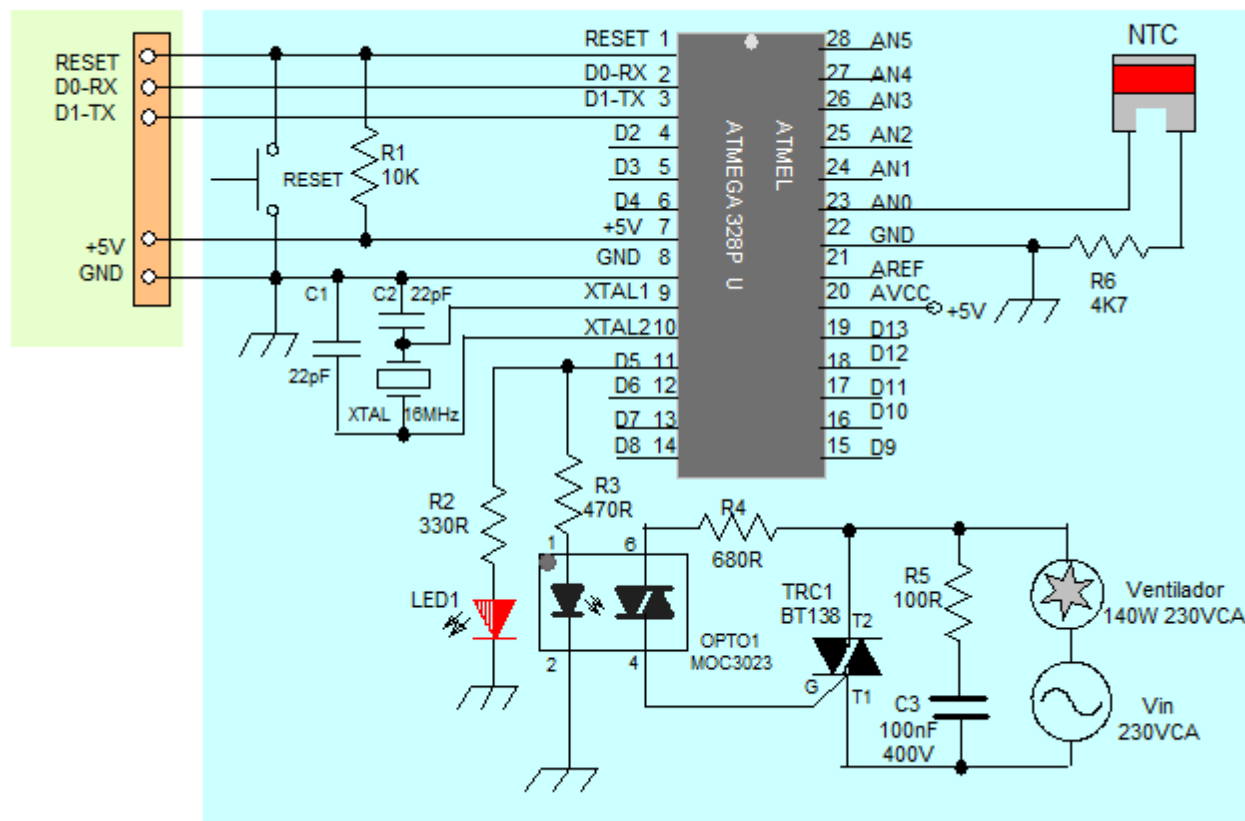 RESET
D0-RX
D1-TX
+5V
GND
RESET
R1
10K
RESET 1
D0-RX 2
D1-TX 3
D2 4
D3 5
D4 6
+5V 7
GND 8
XTAL1 9
XTAL2 10
D5 11
D6 12
D7 13
D8 14
ATMEL
ATMEGA 328P U
28 AN5
27 AN4
26 AN3
25 AN2
24 AN1
23 AN0
22 GND
21 AREF
20 AVCC
+5V
19 D13
18 D12
17 D11
16 D10
15 D9
NTC
R6
4K7
C1
22pF
C2 22pF
XTAL 16MHz
R2
330R
LED1
R3
470R
1
6
2
4
OPTO1
MOC3023
R4
680R
TRC1
BT138
T2
G
T1
R5
100R
C3
100nF
400V
Ventilador
140W 230VCA
Vin
230VCA